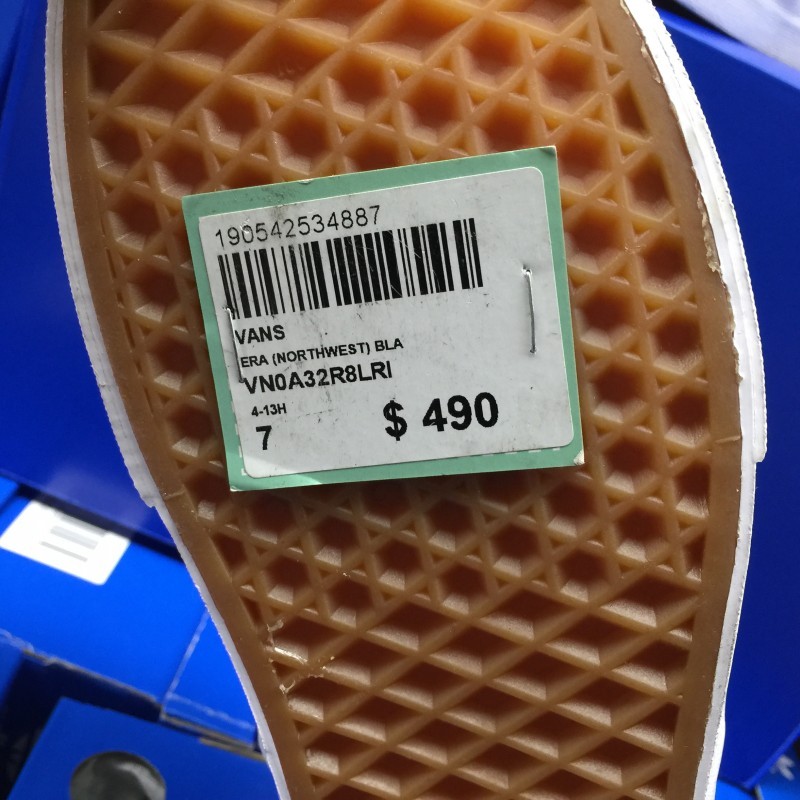 190542534887
VANS
ERA (NORTHWEST) BLA
VN0A32R8LRI
4-13H
7
$ 490